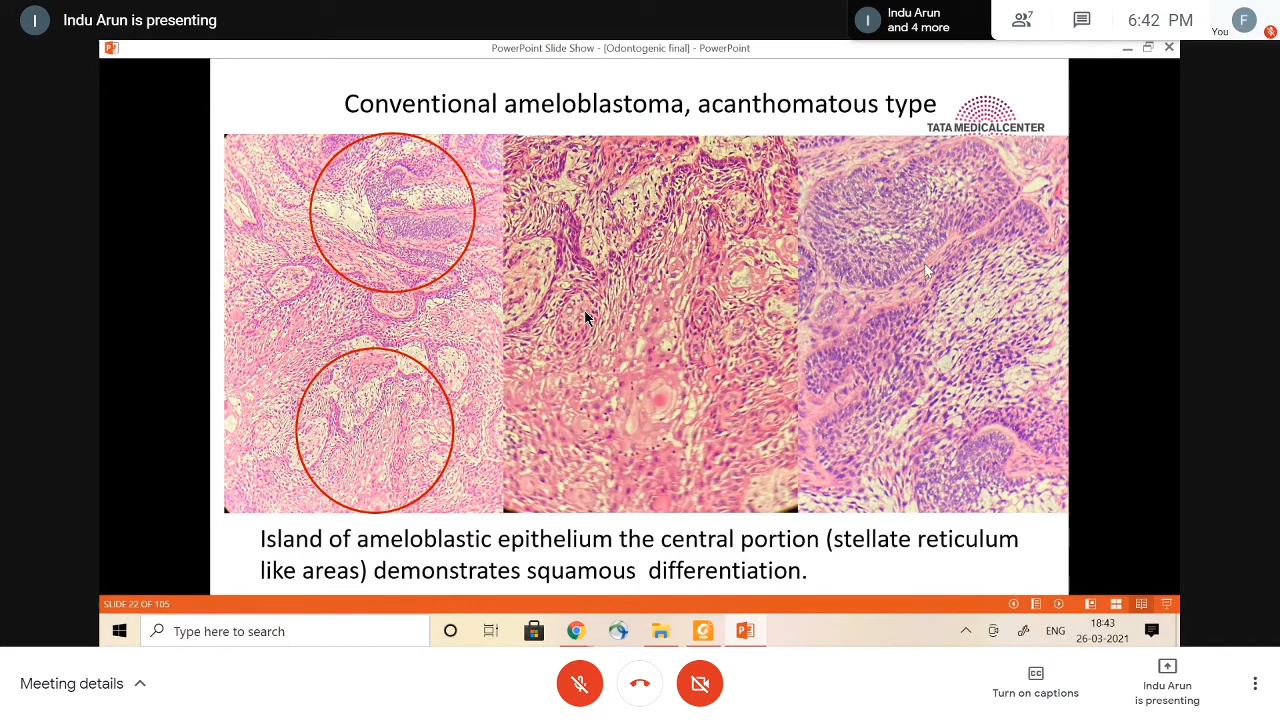 I
Indu Arun is presenting
I
Indu Arun
and 4 more
7
6:42 PM
You
F
PowerPoint Slide Show - [Odontogenic final] - PowerPoint
Conventional ameloblastoma, acanthomatous type
TATA MEDICAL CENTER
Island of ameloblastic epithelium the central portion (stellate reticulum
like areas) demonstrates squamous differentiation.
SLIDE 22 OF 105
Type here to search
ENG
18:43
26-03-2021
Meeting details
Turn on captions
Indu Arun
is presenting